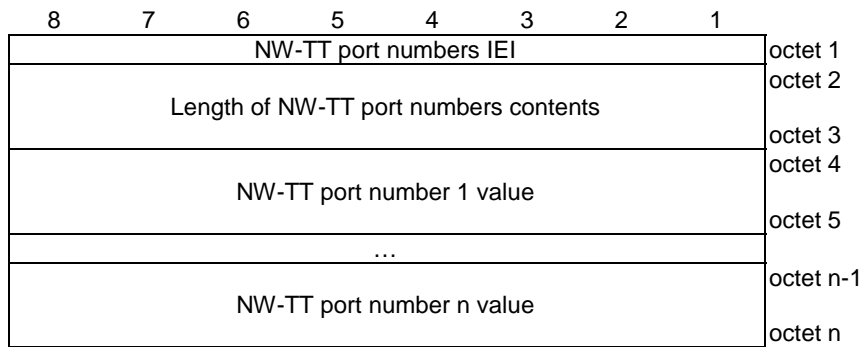 8 7 6 5 4 3 2 1
NW-TT port numbers IEI octet 1
octet 2
Length of NW-TT port numbers contents
octet 3
octet 4
NW-TT port number 1 value
octet 5
…
octet n-1
NW-TT port number n value
octet n